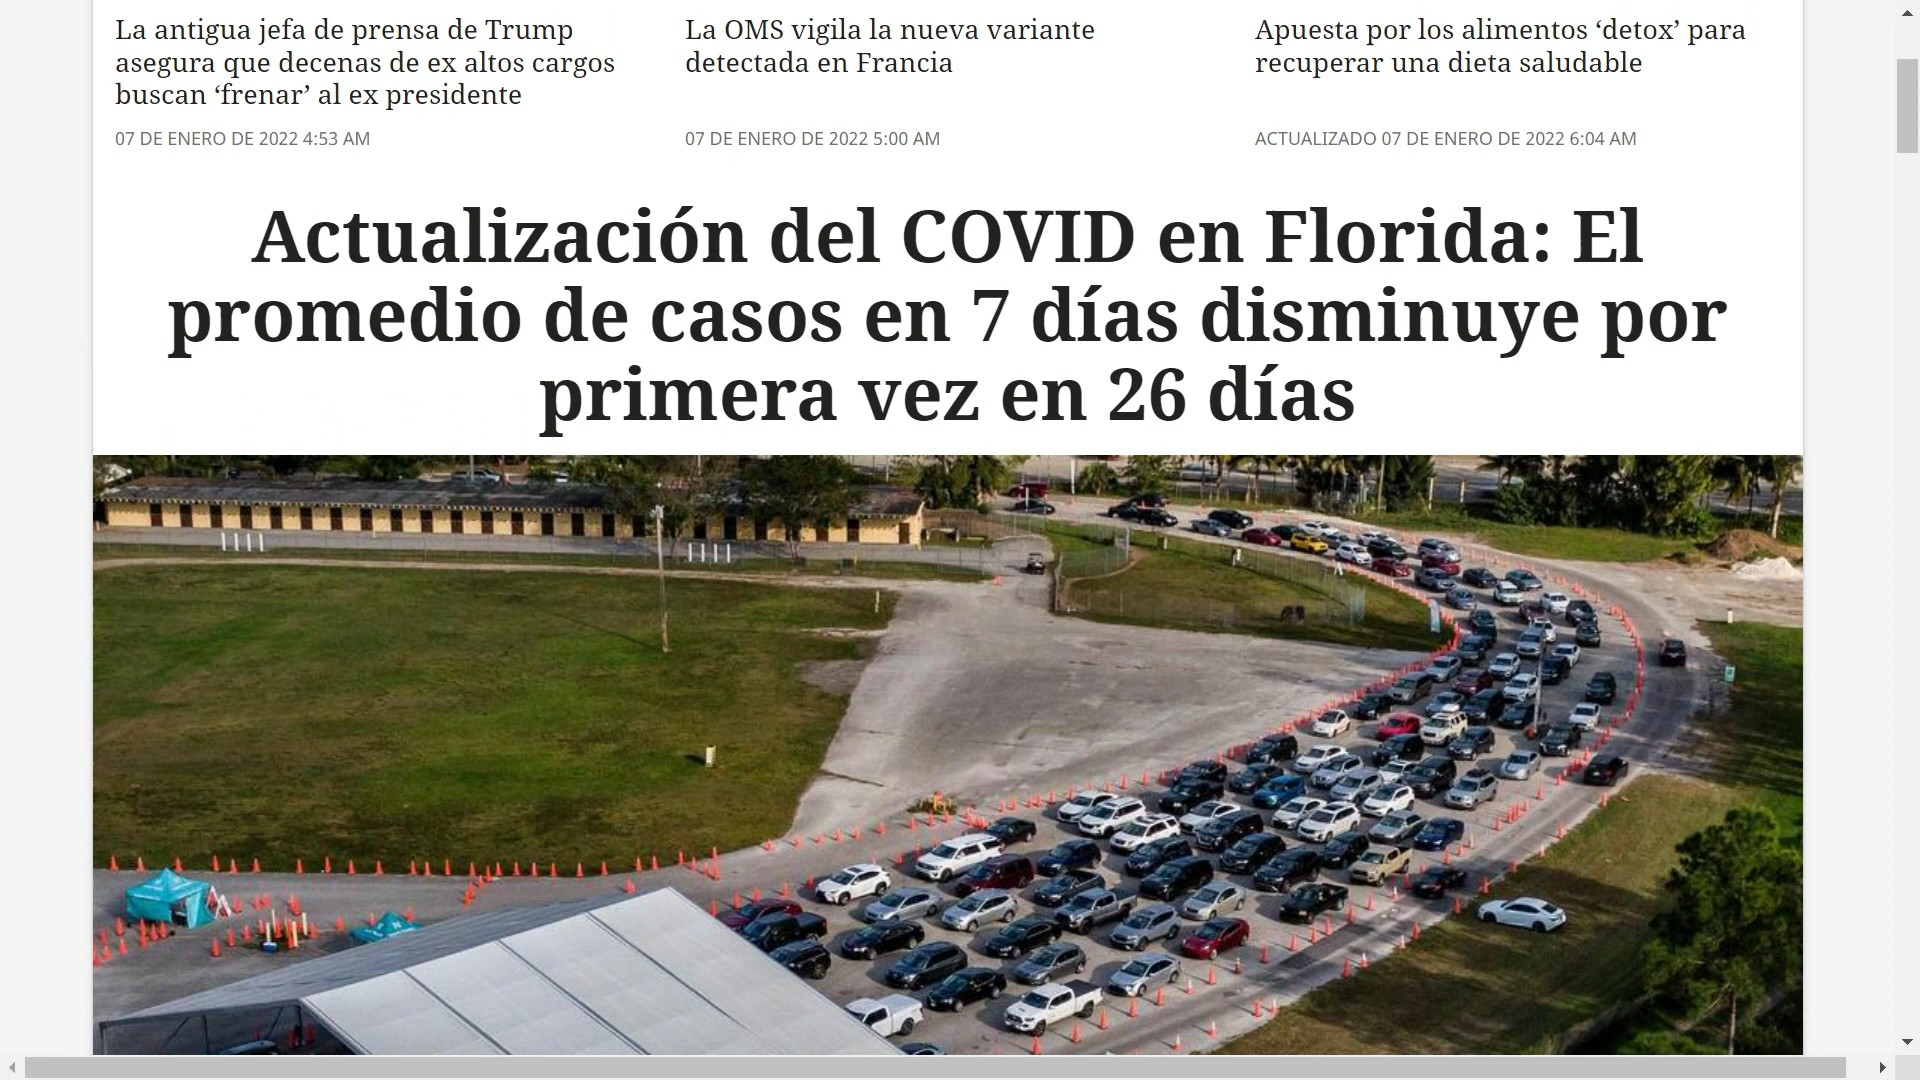 La antigua jefa de prensa de Trump
asegura que decenas de ex altos cargos
buscan ‘frenar’ al ex presidente
07 DE ENERO DE 2022 4:53 AM
La OMS vigila la nueva variante
detectada en Francia
07 DE ENERO DE 2022 5:00 AM
Apuesta por los alimentos ‘detox’ para
recuperar una dieta saludable
ACTUALIZADO 07 DE ENERO DE 2022 6:04 AM
Actualización del COVID en Florida: El
promedio de casos en 7 días disminuye por
primera vez en 26 días